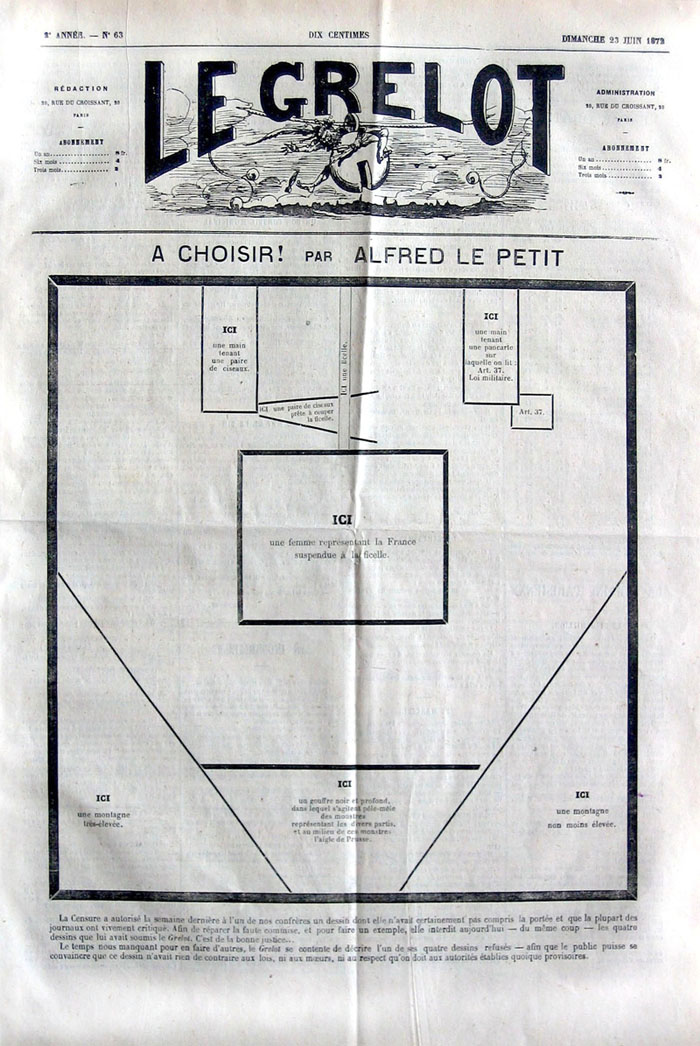 2e ANNÉE. — N° 63
DIX CENTIMES
DIMANCHE 23 JUIN 1872
RÉDACTION
20, RUE DU CROISSANT, 20
PARIS
—
ABONNEMENT
Un an
Six mois
Trois mois
LE GRELOT
ADMINISTRATION
20, RUE DU CROISSANT, 20
PARIS
—
ABONNEMENT
Un an
Six mois
Trois mois
A CHOISIR! PAR ALFRED LE PETIT
ICI
une main
tenant
une paire
de ciseaux.
ICI une paire de ciseaux
prête à couper
la ficelle.
ICI une ficelle.
ICI
une main
tenant
une pancarte
sur
laquelle on lit :
Art. 37.
Loi militaire.
Art. 37.
ICI
une femme représentant la France
suspendue à la ficelle.
ICI
une montagne
très-élevée.
ICI
un gouffre noir et profond,
dans lequel s'agitent pêle-mêle
des monstres
représentant les divers partis,
et au milieu de ces monstres
l'aigle de Prusse.
ICI
une montagne
non moins élevée.
La Censure a autorisé la semaine dernière à l'un de nos confrères un dessin dont elle n'avait certainement pas compris la portée et que la plupart des
journaux ont vivement critiqué. Afin de réparer la faute commise, et pour faire un exemple, elle interdit aujourd'hui — du même coup — les quatre
dessins que lui avait soumis le Grelot. C'est de la bonne justice...
Le temps nous manquant pour en faire d'autres, le Grelot se contente de décrire l'un de ses quatre dessins refusés — afin que le public puisse se
convaincre que ce dessin n'avait rien de contraire aux lois, ni aux mœurs, ni au respect qu'on doit aux autorités établies quoique provisoires.